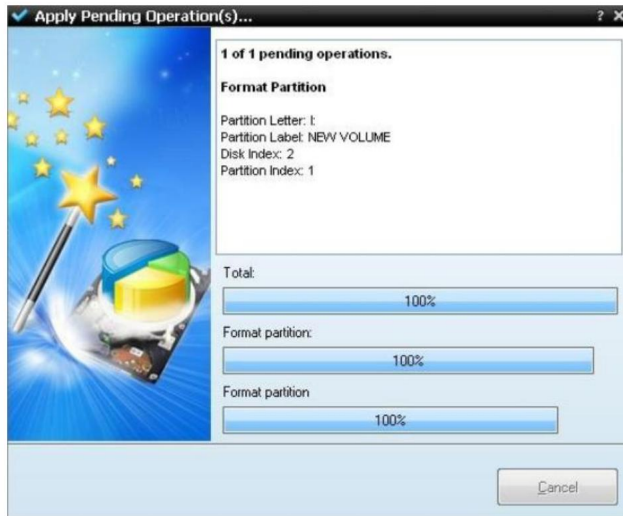 Apply Pending Operation(s)...
? X
1 of 1 pending operations.
Format Partition
Partition Letter: I:
Partition Label: NEW VOLUME
Disk Index: 2
Partition Index: 1
Total:
100%
Format partition:
100%
Format partition
100%
Cancel